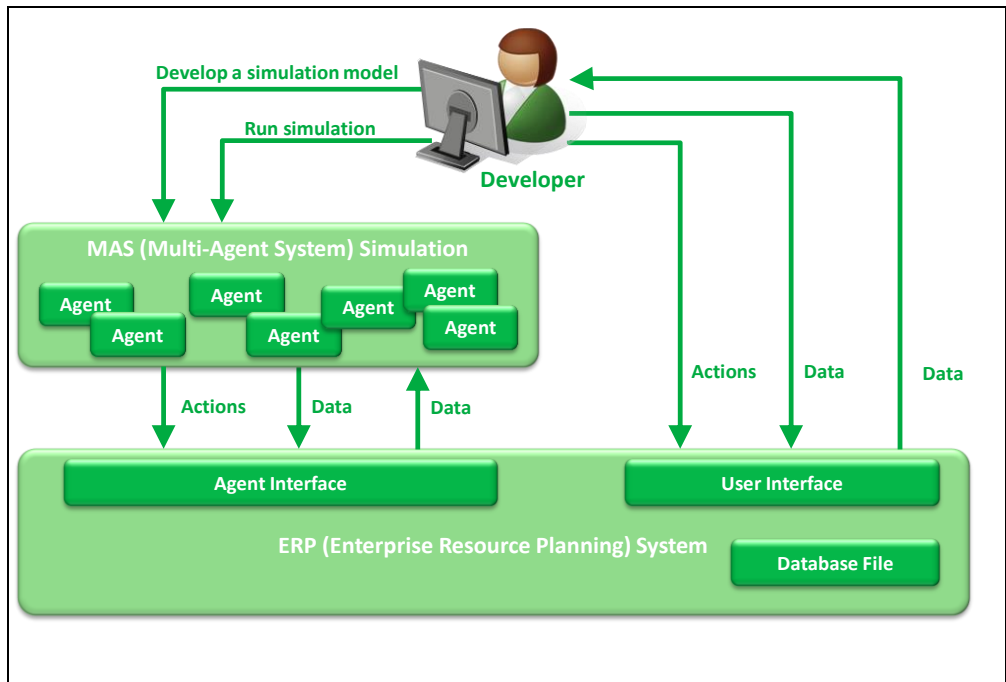 Develop a simulation model
Run simulation
Developer
MAS (Multi-Agent System) Simulation
Agent
Agent
Agent
Agent
Agent
Agent
Agent
Actions
Data
Data
Actions
Data
Data
Agent Interface
User Interface
ERP (Enterprise Resource Planning) System
Database File